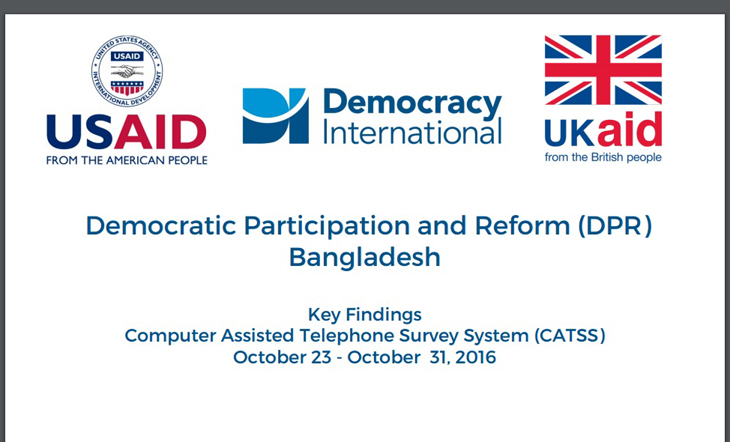 UNITED STATES AGENCY
USAID
INTERNATIONAL DEVELOPMENT
USAID
FROM THE AMERICAN PEOPLE
DI
Democracy
International
UKaid
from the British people
Democratic Participation and Reform (DPR)
Bangladesh
Key Findings
Computer Assisted Telephone Survey System (CATSS)
October 23 - October 31, 2016